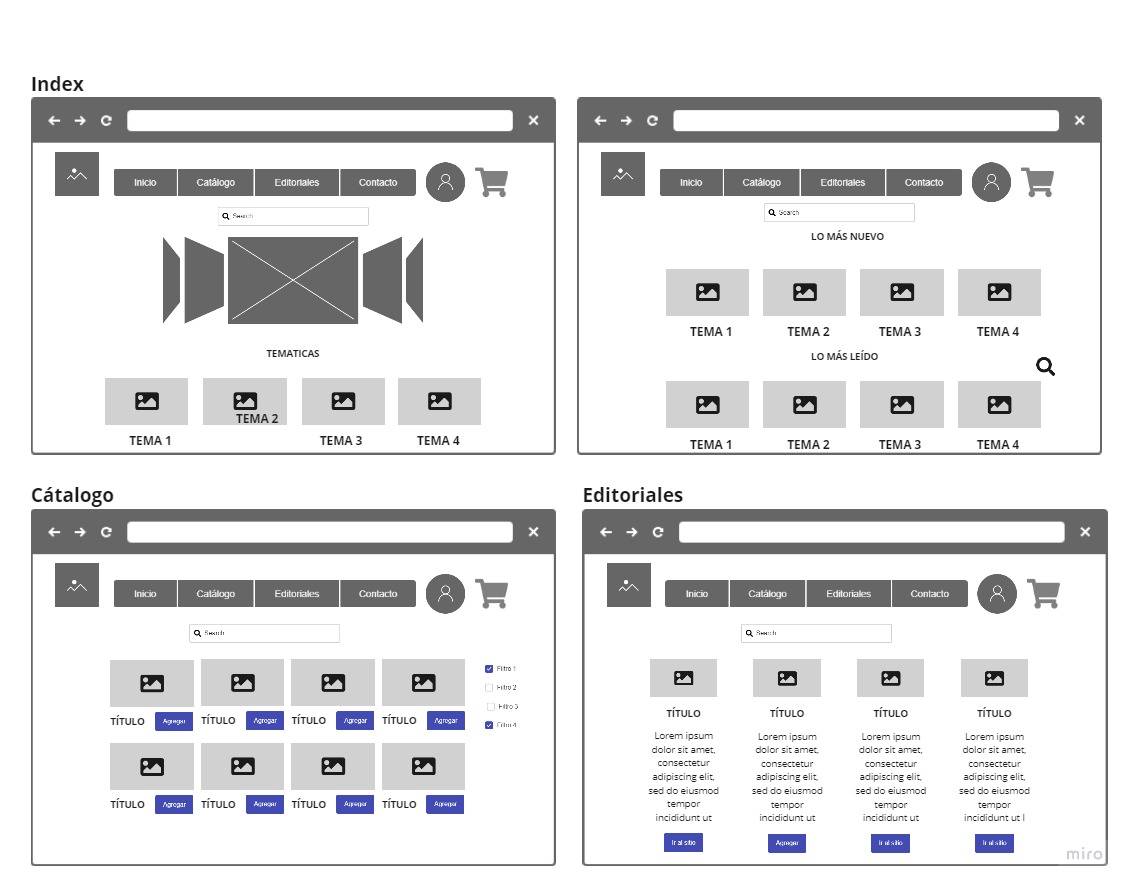 Index
Inicio Catálogo Editoriales Contacto
Search
TEMATICAS
TEMA 1 TEMA 2 TEMA 3 TEMA 4
Inicio Catálogo Editoriales Contacto
Search
LO MÁS NUEVO
TEMA 1 TEMA 2 TEMA 3 TEMA 4
LO MÁS LEÍDO
TEMA 1 TEMA 2 TEMA 3 TEMA 4
Cátalogo
Inicio Catálogo Editoriales Contacto
Search
Filtro 1
Filtro 2
Filtro 3
Filtro 4
TÍTULO Agregar TÍTULO Agregar TÍTULO Agregar TÍTULO Agregar
TÍTULO Agregar TÍTULO Agregar TÍTULO Agregar TÍTULO Agregar
Editoriales
Inicio Catálogo Editoriales Contacto
Search
TÍTULO
Lorem ipsum
dolor sit amet,
consectetur
adipiscing elit,
sed do eiusmod
tempor
incididunt ut
Ir al sitio
TÍTULO
Lorem ipsum
dolor sit amet,
consectetur
adipiscing elit,
sed do eiusmod
tempor
incididunt ut
Agregar
TÍTULO
Lorem ipsum
dolor sit amet,
consectetur
adipiscing elit,
sed do eiusmod
tempor
incididunt ut
Ir al sitio
TÍTULO
Lorem ipsum
dolor sit amet,
consectetur
adipiscing elit,
sed do eiusmod
tempor
incididunt ut l
Ir al sitio
miro